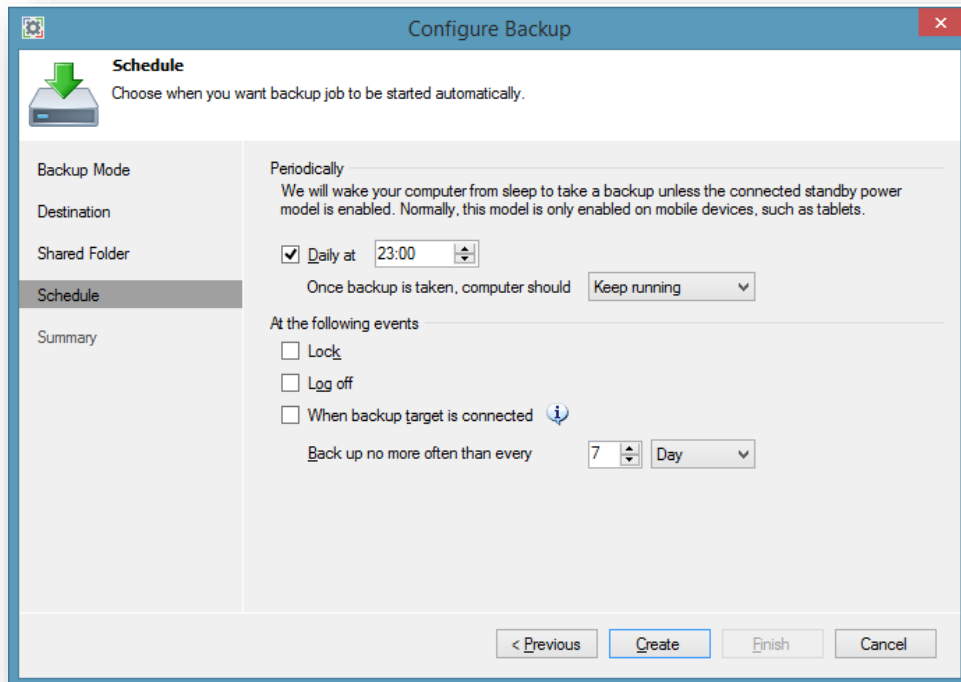 Configure Backup
Schedule
Choose when you want backup job to be started automatically.
Backup Mode
Destination
Shared Folder
Schedule
Summary
Periodically
We will wake your computer from sleep to take a backup unless the connected standby power
model is enabled. Normally, this model is only enabled on mobile devices, such as tablets.
Daily at 23:00
Once backup is taken, computer should Keep running
At the following events
Lock
Log off
When backup target is connected
Back up no more often than every 7 Day
< Previous Create Finish Cancel